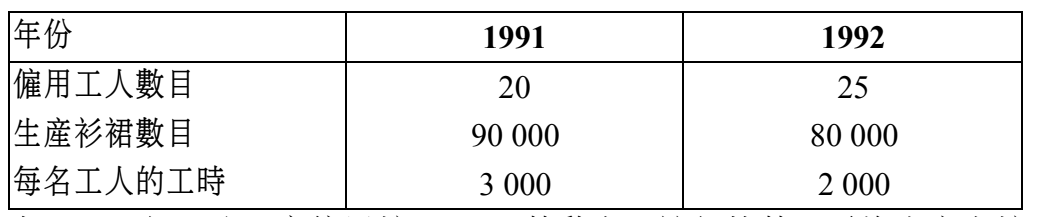 年份 1991 1992
僱用工人數目 20 25
生產衫裙數目 90 000 80 000
每名工人的工時 3 000 2 000